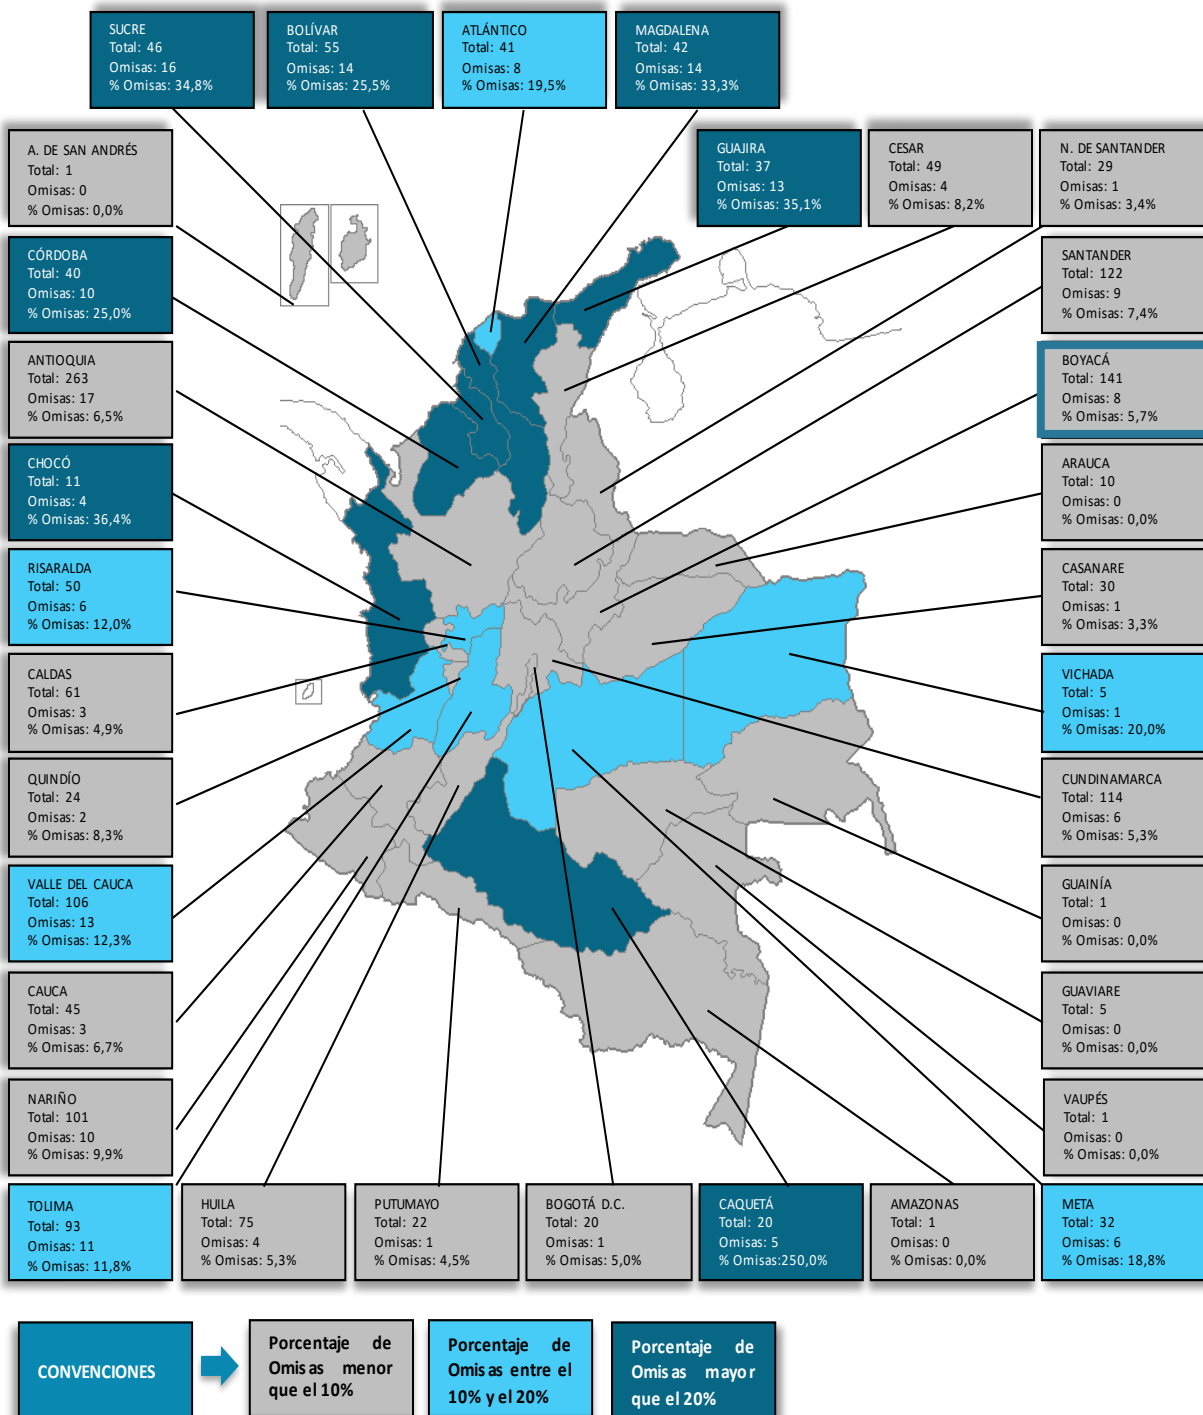 SUCRE
Total: 46
Omisas: 16
% Omisas: 34,8%
BOLÍVAR
Total: 55
Omisas: 14
% Omisas: 25,5%
ATLÁNTICO
Total: 41
Omisas: 8
% Omisas: 19,5%
MAGDALENA
Total: 42
Omisas: 14
% Omisas: 33,3%
A. DE SAN ANDRÉS
Total: 1
Omisas: 0
% Omisas: 0,0%
GUAJIRA
Total: 37
Omisas: 13
% Omisas: 35,1%
CESAR
Total: 49
Omisas: 4
% Omisas: 8,2%
N. DE SANTANDER
Total: 29
Omisas: 1
% Omisas: 3,4%
CÓRDOBA
Total: 40
Omisas: 10
% Omisas: 25,0%
SANTANDER
Total: 122
Omisas: 9
% Omisas: 7,4%
ANTIOQUIA
Total: 263
Omisas: 17
% Omisas: 6,5%
BOYACÁ
Total: 141
Omisas: 8
% Omisas: 5,7%
CHOCÓ
Total: 11
Omisas: 4
% Omisas: 36,4%
ARAUCA
Total: 10
Omisas: 0
% Omisas: 0,0%
RISARALDA
Total: 50
Omisas: 6
% Omisas: 12,0%
CASANARE
Total: 30
Omisas: 1
% Omisas: 3,3%
CALDAS
Total: 61
Omisas: 3
% Omisas: 4,9%
VICHADA
Total: 5
Omisas: 1
% Omisas: 20,0%
QUINDÍO
Total: 24
Omisas: 2
% Omisas: 8,3%
CUNDINAMARCA
Total: 114
Omisas: 6
% Omisas: 5,3%
VALLE DEL CAUCA
Total: 106
Omisas: 13
% Omisas: 12,3%
GUAINÍA
Total: 1
Omisas: 0
% Omisas: 0,0%
CAUCA
Total: 45
Omisas: 3
% Omisas: 6,7%
GUAVIARE
Total: 5
Omisas: 0
% Omisas: 0,0%
NARIÑO
Total: 101
Omisas: 10
% Omisas: 9,9%
VAUPÉS
Total: 1
Omisas: 0
% Omisas: 0,0%
TOLIMA
Total: 93
Omisas: 11
% Omisas: 11,8%
HUILA
Total: 75
Omisas: 4
% Omisas: 5,3%
PUTUMAYO
Total: 22
Omisas: 1
% Omisas: 4,5%
BOGOTÁ D.C.
Total: 20
Omisas: 1
% Omisas: 5,0%
CAQUETÁ
Total: 20
Omisas: 5
% Omisas:250,0%
AMAZONAS
Total: 1
Omisas: 0
% Omisas: 0,0%
META
Total: 32
Omisas: 6
% Omisas: 18,8%
CONVENCIONES
Porcentaje de
Omisas menor
que el 10%
Porcentaje de
Omisas entre el
10% y el 20%
Porcentaje de
Omisas mayor
que el 20%